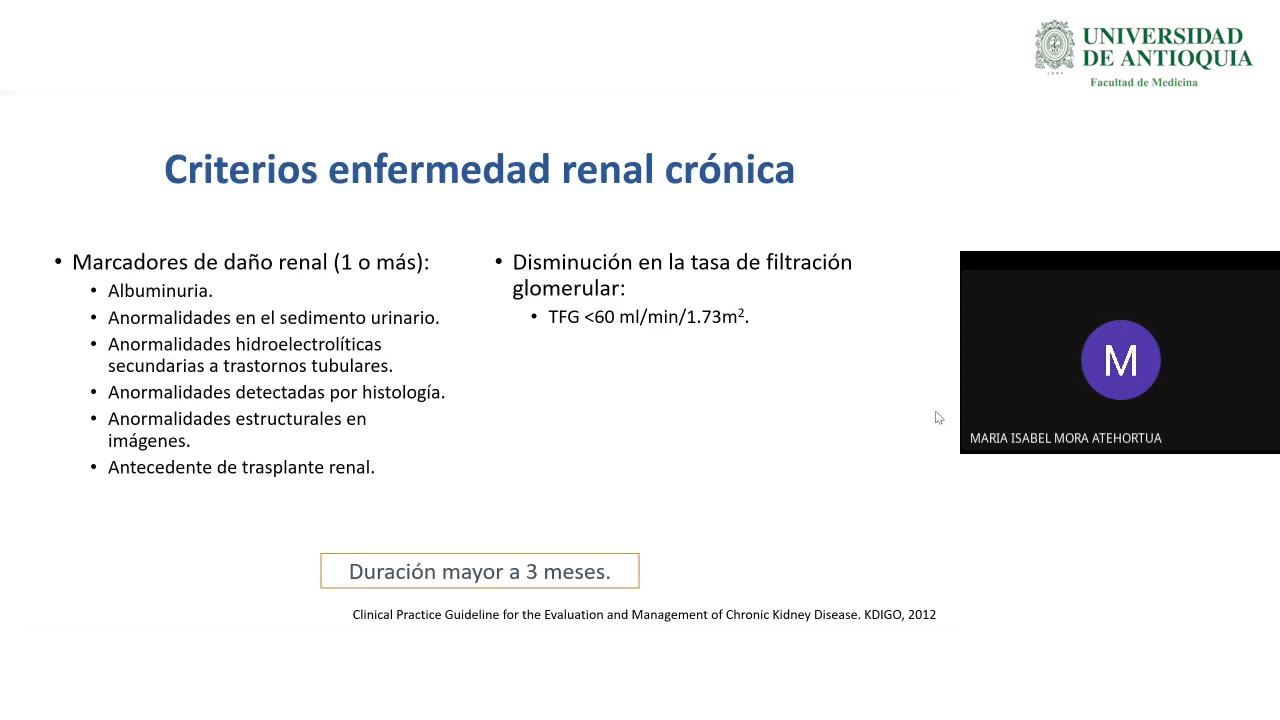 UNIVERSIDAD
DE ANTIOQUIA
1803
Facultad de Medicina
Criterios enfermedad renal crónica
• Marcadores de daño renal (1 o más):
• Albuminuria.
• Anormalidades en el sedimento urinario.
• Anormalidades hidroelectrolíticas
secundarias a trastornos tubulares.
• Anormalidades detectadas por histología.
• Anormalidades estructurales en
imágenes.
• Antecedente de trasplante renal.
• Disminución en la tasa de filtración
glomerular:
• TFG <60 ml/min/1.73m².
Duración mayor a 3 meses.
Clinical Practice Guideline for the Evaluation and Management of Chronic Kidney Disease. KDIGO, 2012
M
MARIA ISABEL MORA ATEHORTUA